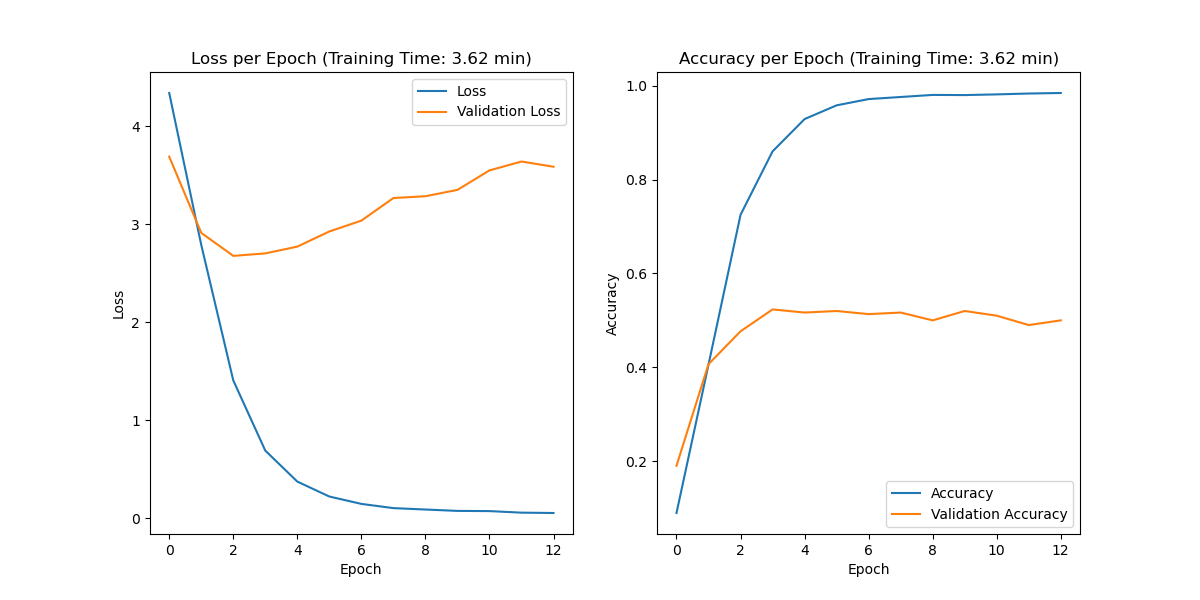 Loss per Epoch (Training Time: 3.62 min)
Loss
Validation Loss
4
3
2
1
0
Loss
0 2 4 6 8 10 12
Epoch
Accuracy per Epoch (Training Time: 3.62 min)
1.0
0.8
0.6
0.4
0.2
Accuracy
Accuracy
Validation Accuracy
0 2 4 6 8 10 12
Epoch